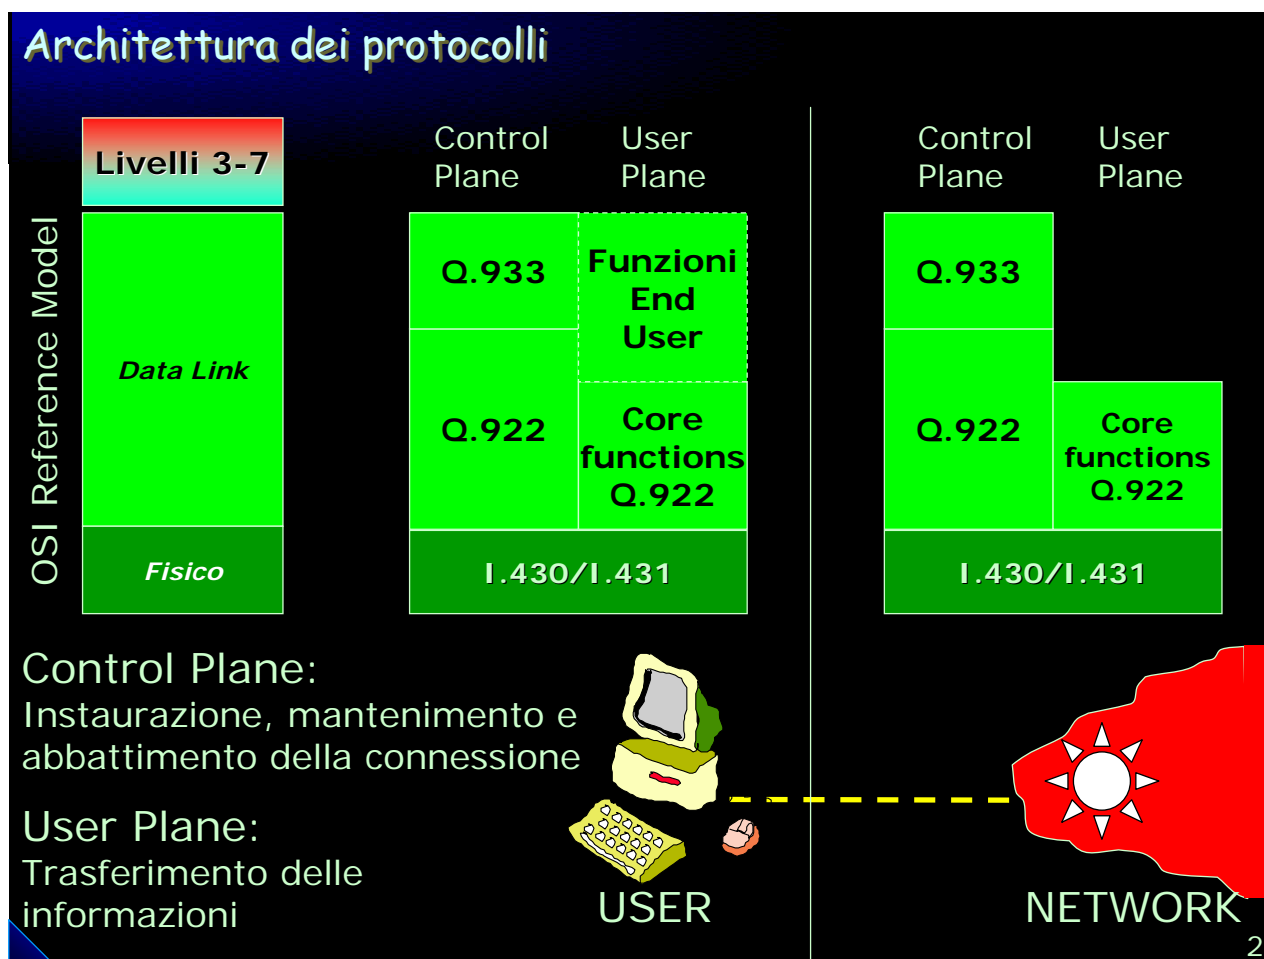 Architettura dei protocolli
Livelli 3-7
OSI Reference Model
Data Link
Fisico
Control
Plane
User
Plane
Q.933
Funzioni
End
User
Q.922
Core
functions
Q.922
I.430/I.431
Control
Plane
User
Plane
Q.933
Q.922
Core
functions
Q.922
I.430/I.431
Control Plane:
Instaurazione, mantenimento e
abbattimento della connessione
User Plane:
Trasferimento delle
informazioni
USER
NETWORK
2